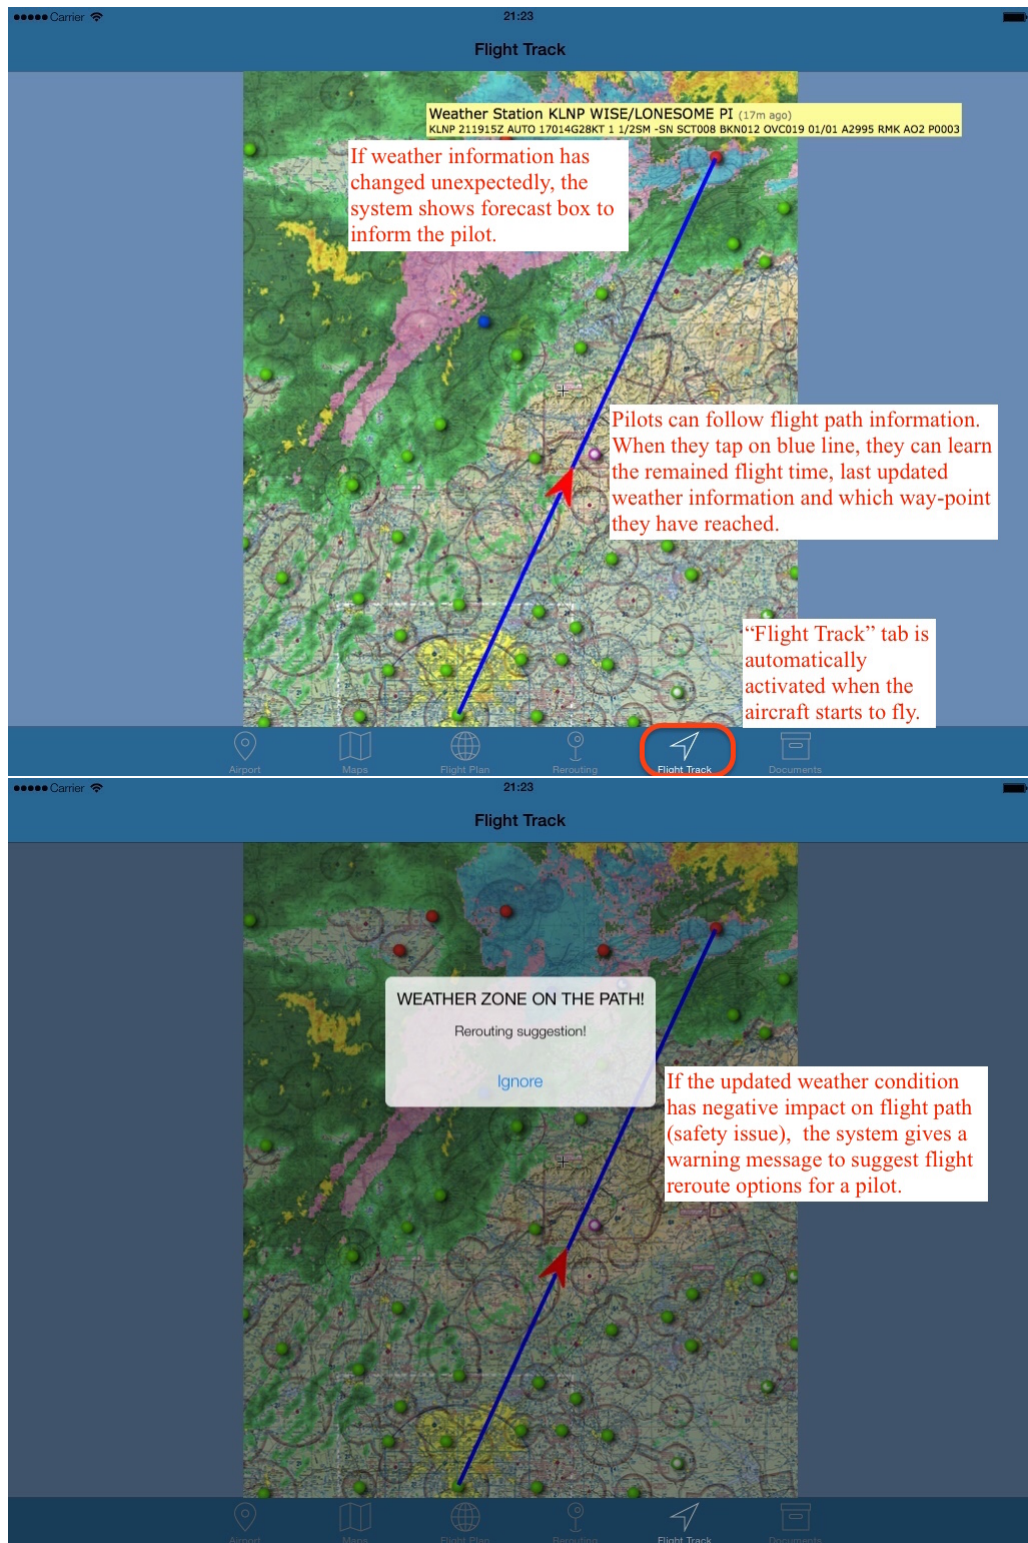 Carrier
21:23
Flight Track
Weather Station KLNP WISE/LONESOME PI (17m ago)
KLNP 211915Z AUTO 17014G28KT 1 1/2SM -SN SCT008 BKN012 OVC019 01/01 A2995 RMK AO2 P0003
If weather information has
changed unexpectedly, the
system shows forecast box to
inform the pilot.
Pilots can follow flight path information.
When they tap on blue line, they can learn
the remained flight time, last updated
weather information and which way-point
they have reached.
“Flight Track” tab is
automatically
activated when the
aircraft starts to fly.
Airport
Maps
Flight Plan
Rerouting
Flight Track
Documents
Carrier
21:23
Flight Track
WEATHER ZONE ON THE PATH!
Rerouting suggestion!
Ignore
If the updated weather condition
has negative impact on flight path
(safety issue),  the system gives a
warning message to suggest flight
reroute options for a pilot.
Airport
Maps
Flight Plan
Rerouting
Flight Track
Documents